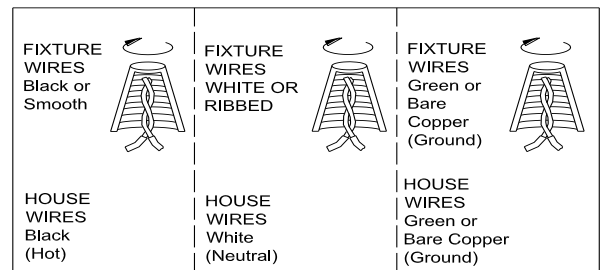 FIXTURE
WIRES
Black or
Smooth
HOUSE
WIRES
Black
(Hot)
FIXTURE
WIRES
WHITE OR
RIBBED
HOUSE
WIRES
White
(Neutral)
FIXTURE
WIRES
Green or
Bare
Copper
(Ground)
HOUSE
WIRES
Green or
Bare Copper
(Ground)